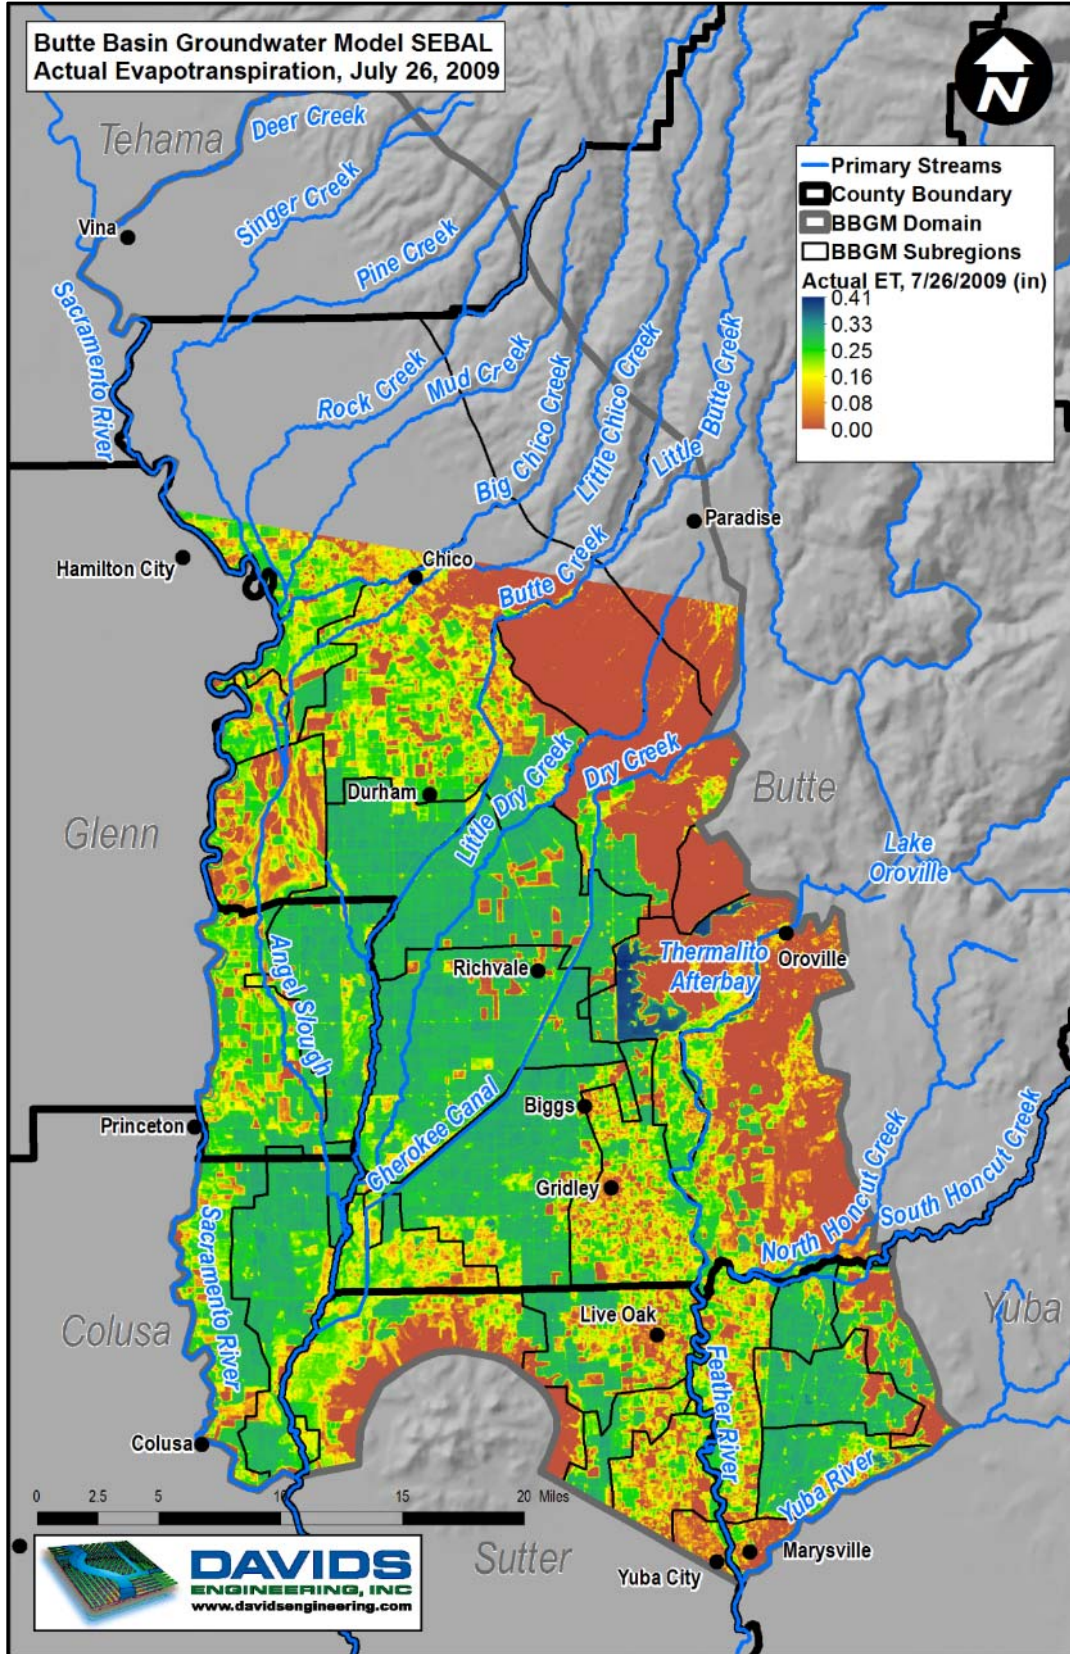 Butte Basin Groundwater Model SEBAL
Actual Evapotranspiration, July 26, 2009
N
Primary Streams
County Boundary
BBGM Domain
BBGM Subregions
Actual ET, 7/26/2009 (in)
0.41
0.33
0.25
0.16
0.08
0.00
Tehama
Deer Creek
Singer Creek
Vina
Pine Creek
Sacramento River
Rock Creek
Mud Creek
Big Chico Creek
Little Chico Creek
Little Butte Creek
Paradise
Hamilton City
Chico
Butte Creek
Durham
Little Dry Creek
Dry Creek
Butte
Glenn
Lake
Oroville
Angel Slough
Richvale
Thermalito
Afterbay
Oroville
Biggs
Princeton
Cherokee Canal
Gridley
North Honcut Creek
South Honcut Creek
Sacramento River
Colusa
Live Oak
Yuba
Feather River
Colusa
Yuba River
0 2.5 5 10 15 20 Miles
Sutter
Marysville
Yuba City
DAVIDS
ENGINEERING, INC
www.davidsengineering.com